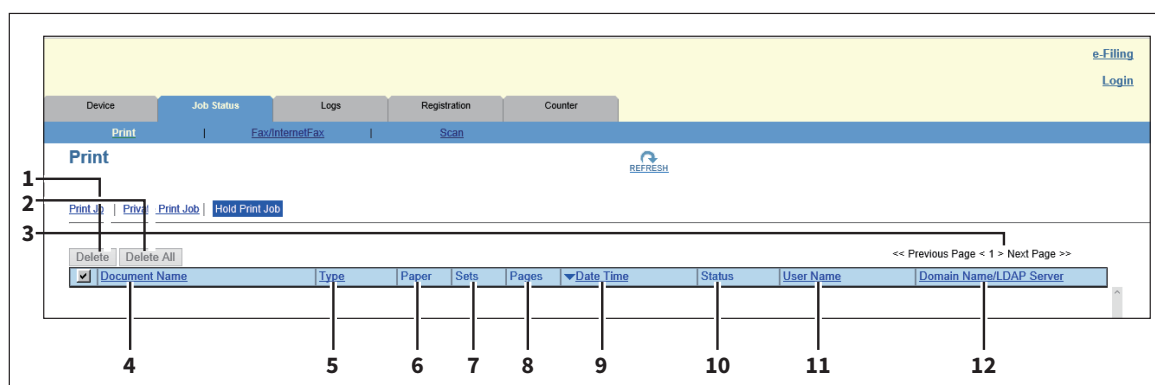 e-Filing
Login
Device Job Status Logs Registration Counter
Print | Fax/InternetFax | Scan
Print
REFRESH
1
2
Print Jo | Privat Print Job | Hold Print Job
3
Delete Delete All << Previous Page < 1 > Next Page >>
Document Name Type Paper Sets Pages Date Time Status User Name Domain Name/LDAP Server
4 5 6 7 8 9 10 11 12